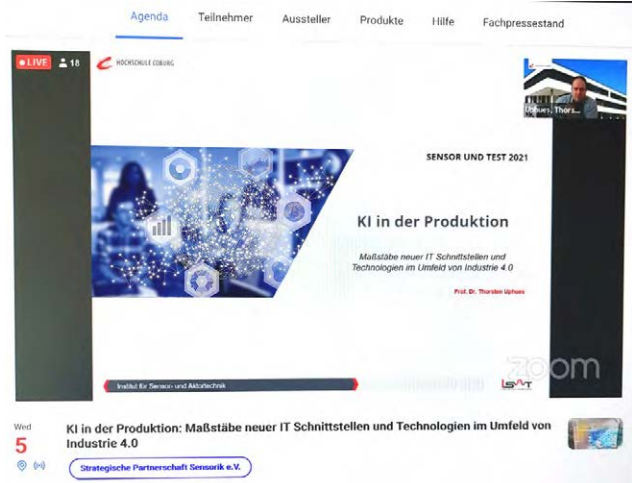 Agenda Teilnehmer Aussteller Produkte Hilfe Fachpressestand
LIVE 18
HOCHSCHULE COBURG
Uphues, Thors...
SENSOR UND TEST 2021
KI in der Produktion
Maßstäbe neuer IT Schnittstellen und
Technologien im Umfeld von Industrie 4.0
Prof. Dr. Thorsten Uphues
zoom
Institut für Sensor- und Aktortechnik
ISAT
Wed
5
KI in der Produktion: Maßstäbe neuer IT Schnittstellen und Technologien im Umfeld von
Industrie 4.0
Strategische Partnerschaft Sensorik e.V.